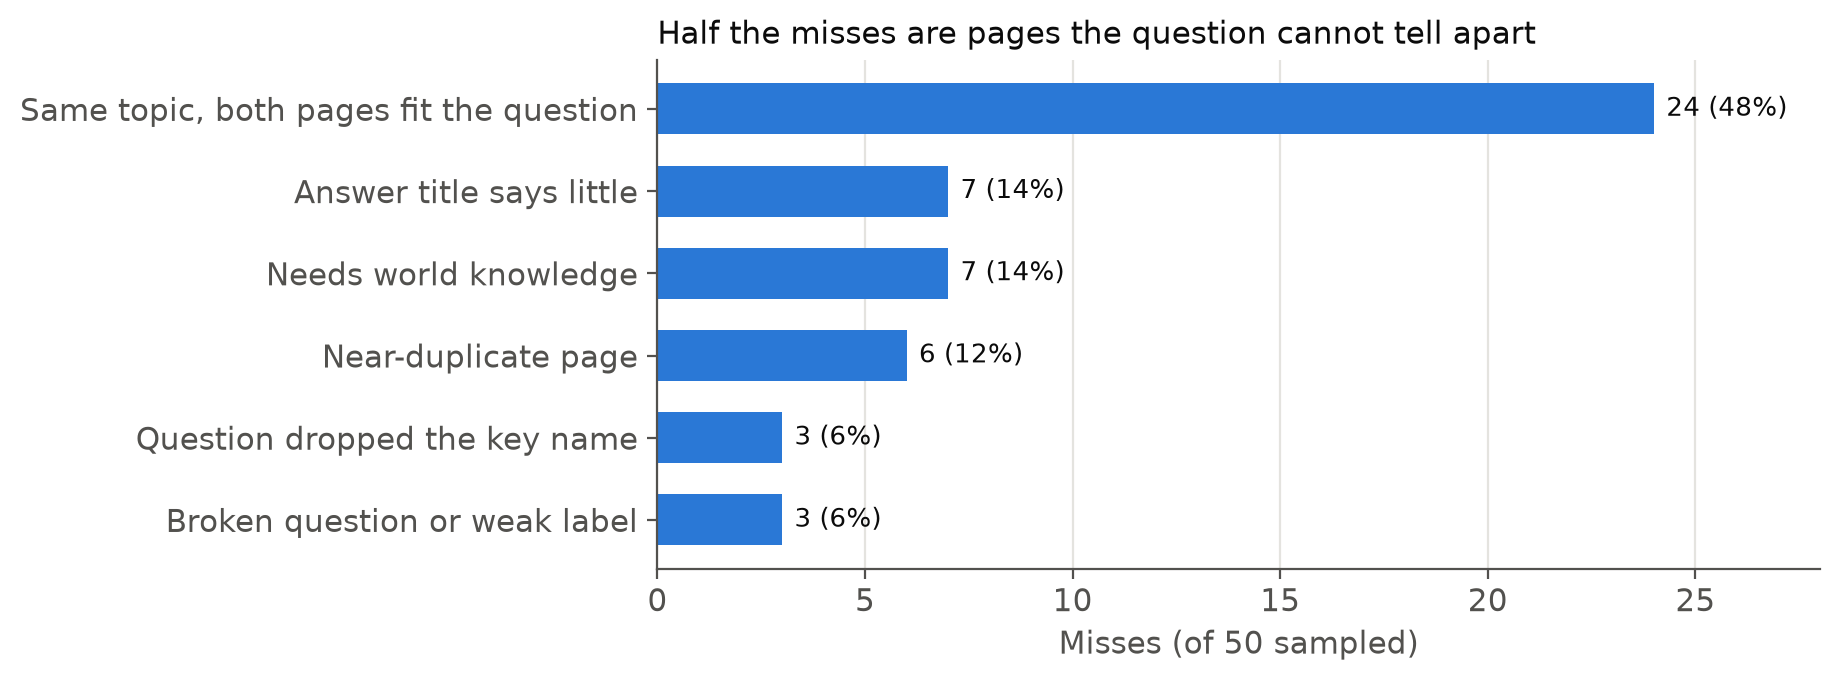 Half the misses are pages the question cannot tell apart
Same topic, both pages fit the question
24 (48%)
Answer title says little
7 (14%)
Needs world knowledge
7 (14%)
Near-duplicate page
6 (12%)
Question dropped the key name
3 (6%)
Broken question or weak label
3 (6%)
0 5 10 15 20 25
Misses (of 50 sampled)